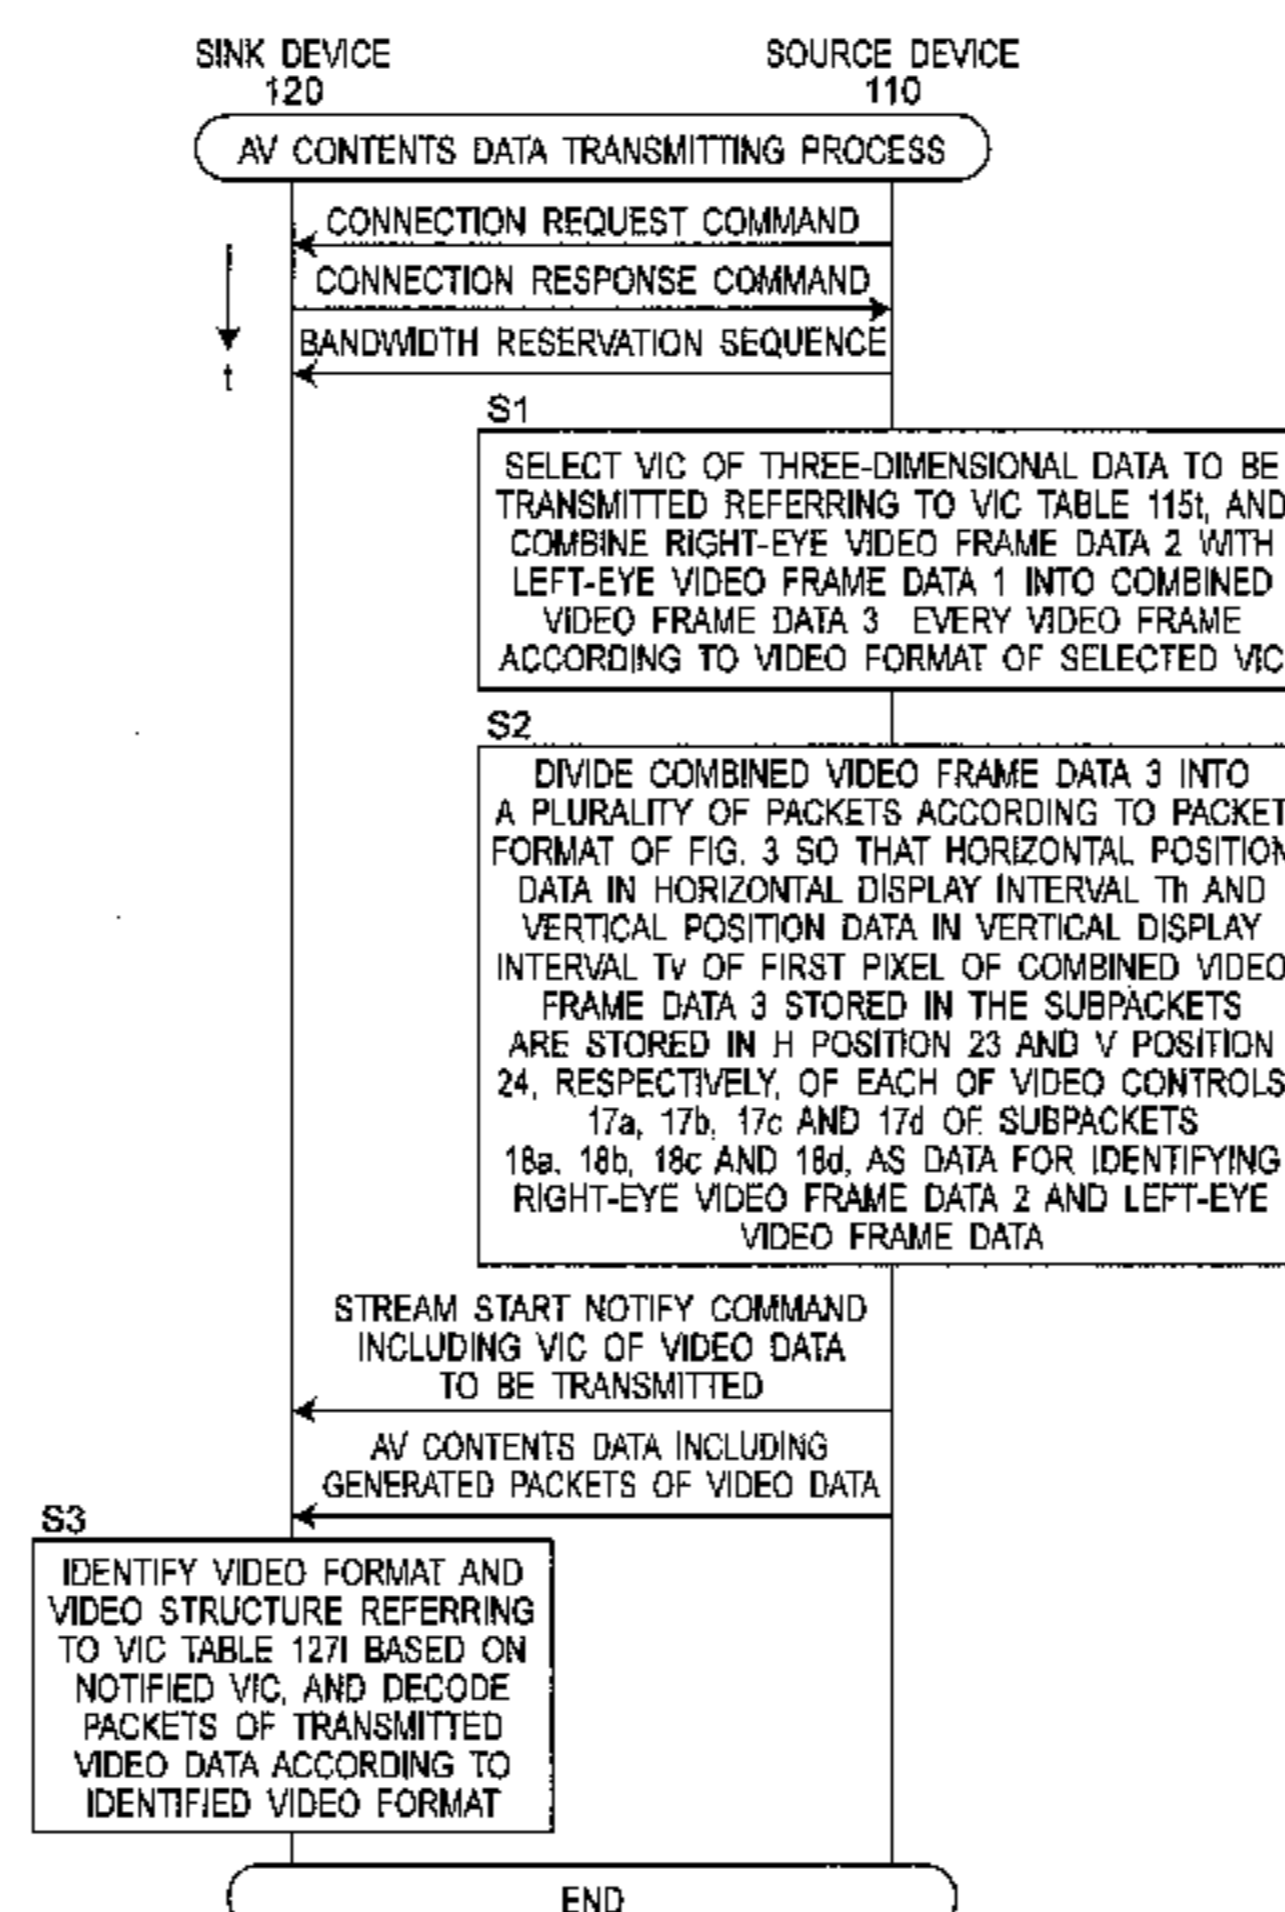 SINK DEVICE
120
SOURCE DEVICE
110
AV CONTENTS DATA TRANSMITTING PROCESS
CONNECTION REQUEST COMMAND
CONNECTION RESPONSE COMMAND
BANDWIDTH RESERVATION SEQUENCE
t
S1
SELECT VIC OF THREE-DIMENSIONAL DATA TO BE
TRANSMITTED REFERRING TO VIC TABLE 115t, AND
COMBINE RIGHT-EYE VIDEO FRAME DATA 2 WITH
LEFT-EYE VIDEO FRAME DATA 1 INTO COMBINED
VIDEO FRAME DATA 3 EVERY VIDEO FRAME
ACCORDING TO VIDEO FORMAT OF SELECTED VIC
S2
DIVIDE COMBINED VIDEO FRAME DATA 3 INTO
A PLURALITY OF PACKETS ACCORDING TO PACKET
FORMAT OF FIG. 3 SO THAT HORIZONTAL POSITION
DATA IN HORIZONTAL DISPLAY INTERVAL Th AND
VERTICAL POSITION DATA IN VERTICAL DISPLAY
INTERVAL Tv OF FIRST PIXEL OF COMBINED VIDEO
FRAME DATA 3 STORED IN THE SUBPACKETS
ARE STORED IN H POSITION 23 AND V POSITION
24, RESPECTIVELY, OF EACH OF VIDEO CONTROLS
17a, 17b, 17c AND 17d OF SUBPACKETS
18a, 18b, 18c AND 18d, AS DATA FOR IDENTIFYING
RIGHT-EYE VIDEO FRAME DATA 2 AND LEFT-EYE
VIDEO FRAME DATA
STREAM START NOTIFY COMMAND
INCLUDING VIC OF VIDEO DATA
TO BE TRANSMITTED
AV CONTENTS DATA INCLUDING
GENERATED PACKETS OF VIDEO DATA
S3
IDENTIFY VIDEO FORMAT AND
VIDEO STRUCTURE REFERRING
TO VIC TABLE 127l BASED ON
NOTIFIED VIC, AND DECODE
PACKETS OF TRANSMITTED
VIDEO DATA ACCORDING TO
IDENTIFIED VIDEO FORMAT
END